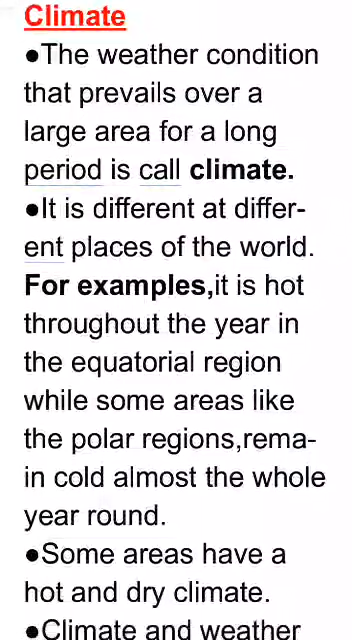 Climate
●The weather condition
that prevails over a
large area for a long
period is call climate.
●It is different at differ-
ent places of the world.
For examples,it is hot
throughout the year in
the equatorial region
while some areas like
the polar regions,rema-
in cold almost the whole
year round.
●Some areas have a
hot and dry climate.
●Climate and weather